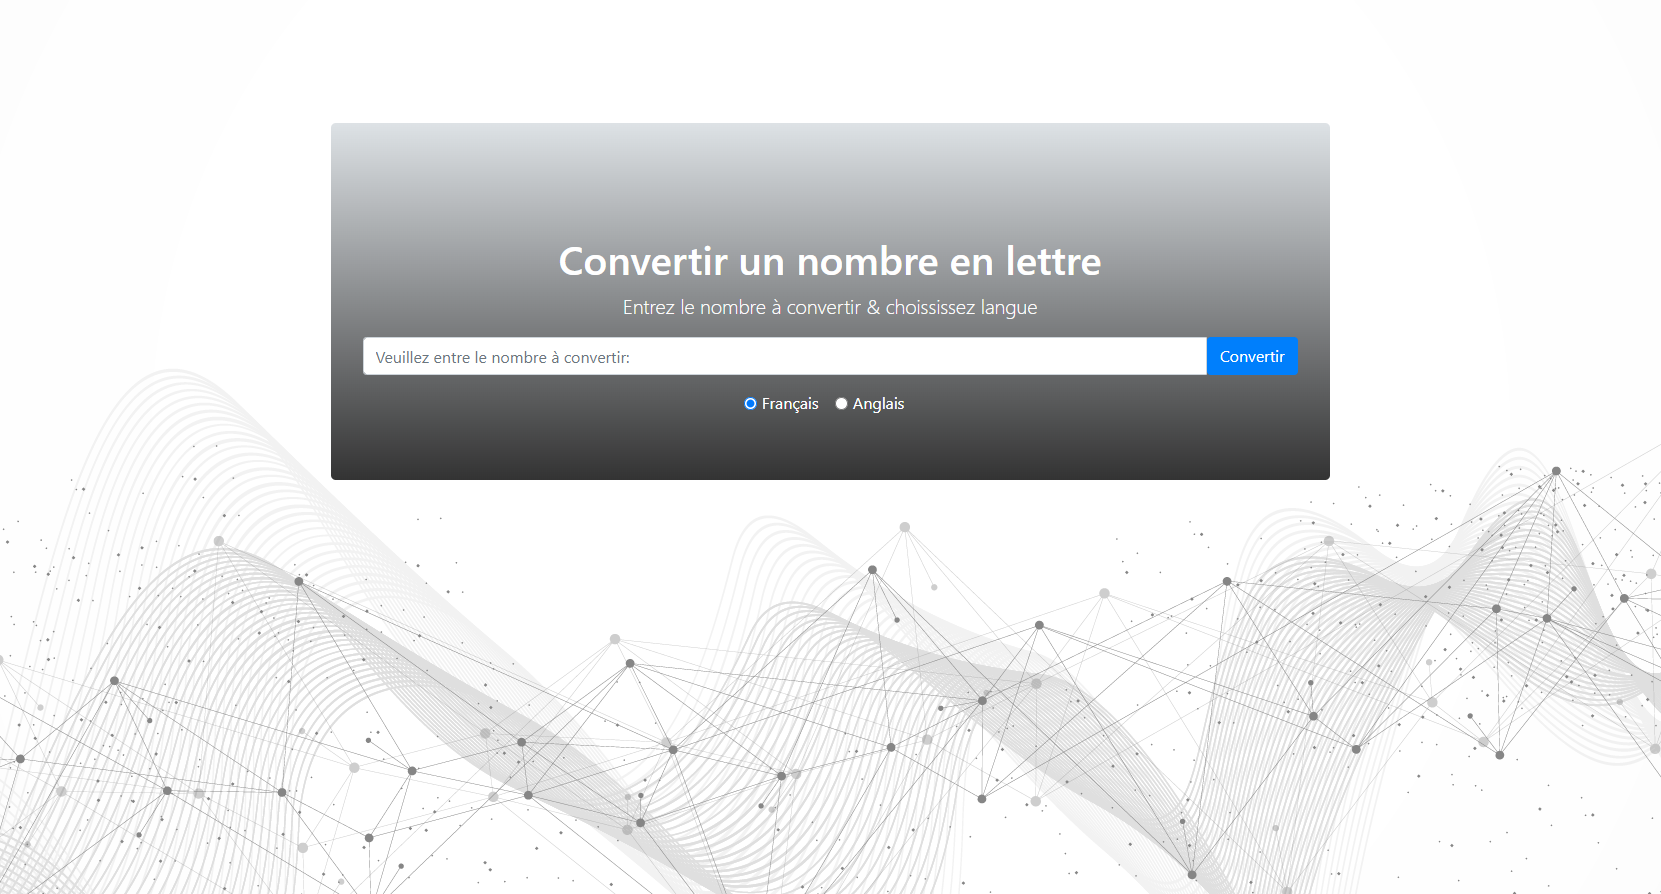 Convertir un nombre en lettre
Entrez le nombre à convertir & choississez langue
Veuillez entre le nombre à convertir:
Convertir
Français Anglais